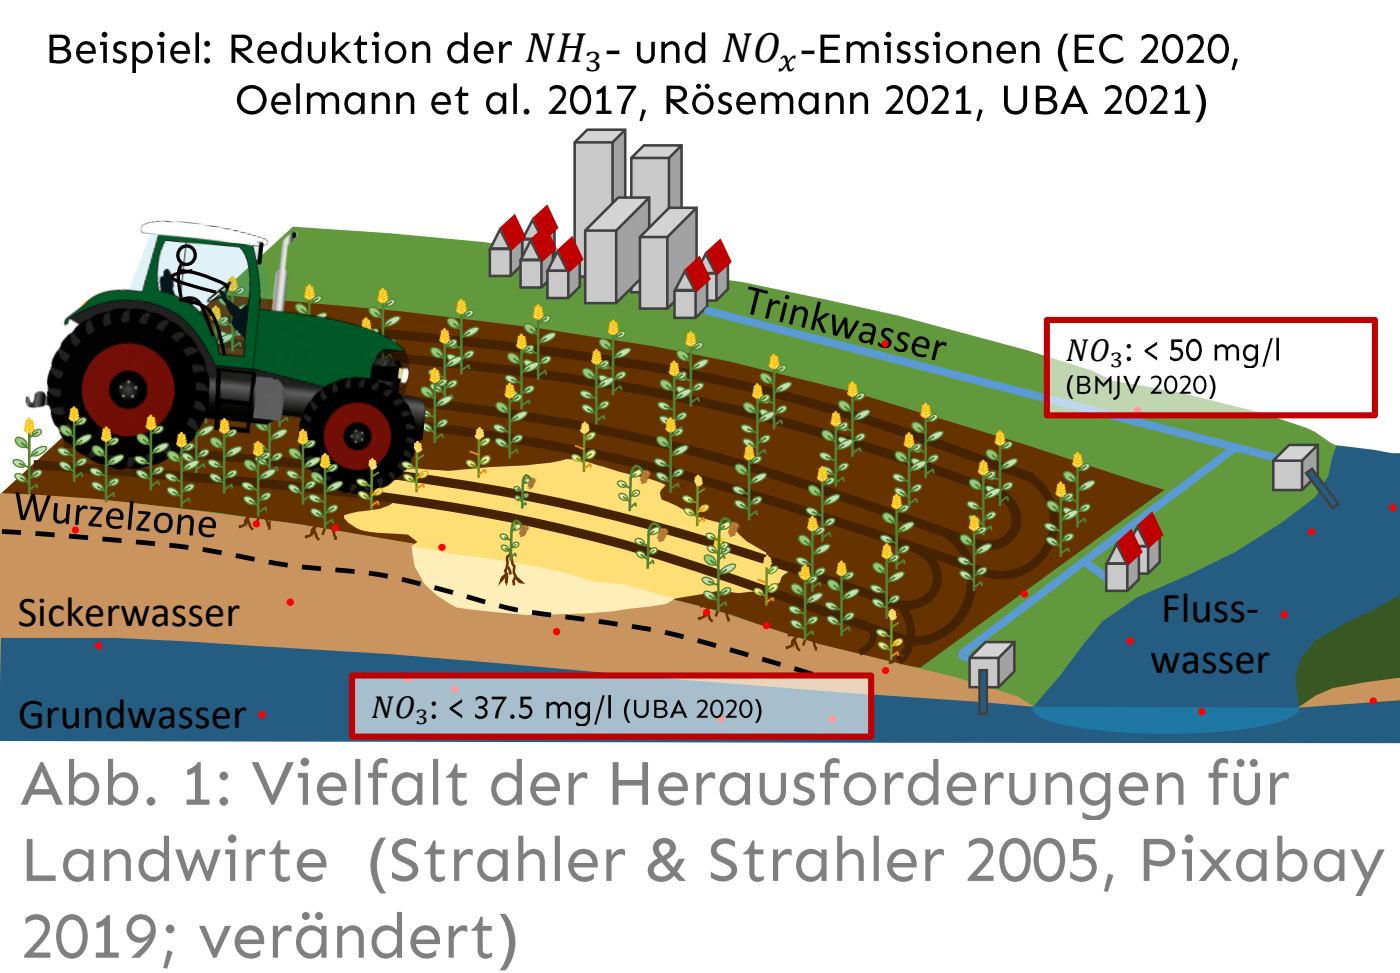 Beispiel: Reduktion der NH₃- und NOₓ-Emissionen (EC 2020,
Oelmann et al. 2017, Rösemann 2021, UBA 2021)
Trinkwasser
NO₃: < 50 mg/l
(BMJV 2020)
Wurzelzone
Sickerwasser
Fluss-
wasser
Grundwasser
NO₃: < 37.5 mg/l (UBA 2020)
Abb. 1: Vielfalt der Herausforderungen für
Landwirte (Strahler & Strahler 2005, Pixabay
2019; verändert)